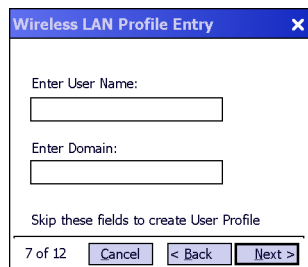 Wireless LAN Profile Entry
Enter User Name:
Enter Domain:
Skip these fields to create User Profile
7 of 12 Cancel < Back Next >